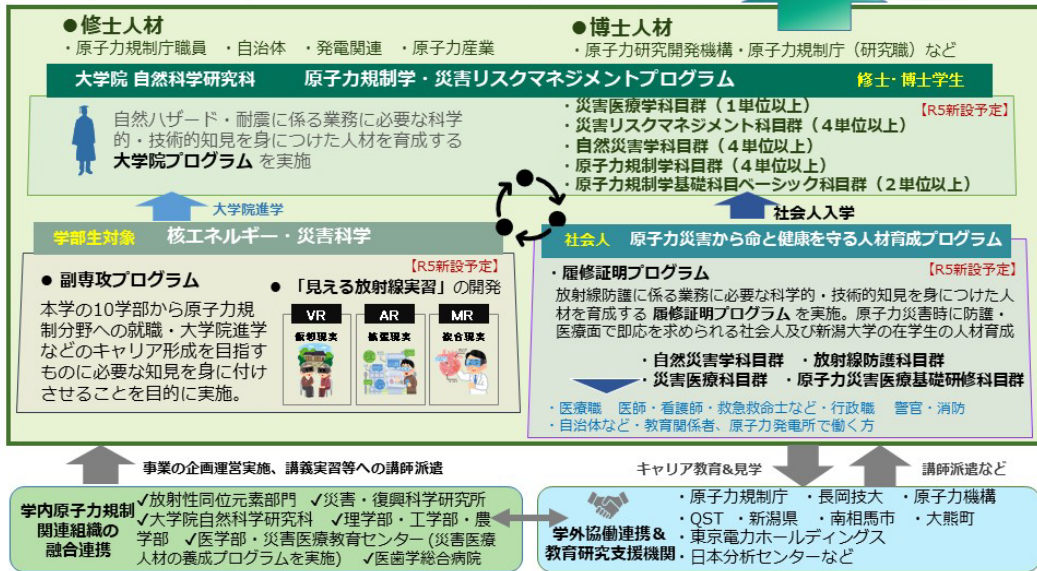 ●修士人材
・原子力規制庁職員 ・自治体 ・発電関連 ・原子力産業
●博士人材
・原子力研究開発機構・原子力規制庁（研究職）など
大学院 自然科学研究科 原子力規制学・災害リスクマネジメントプログラム 修士・博士学生
自然ハザード・耐震に係る業務に必要な科学
的・技術的知見を身につけた人材を育成する
大学院プログラム を実施
【R5新設予定】
・災害医療学科目群（１単位以上）
・災害リスクマネジメント科目群（４単位以上）
・自然災害学科目群（４単位以上）
・原子力規制学科目群（４単位以上）
・原子力規制学基礎科目ベーシック科目群（２単位以上）
大学院進学
社会人入学
学部生対象 核エネルギー・災害科学
【R5新設予定】
● 副専攻プログラム
本学の10学部から原子力規
制分野への就職・大学院進学
などのキャリア形成を目指す
ものに必要な知見を身に付け
させることを目的に実施。
● 「見える放射線実習」の開発
VR AR MR
仮想現実 拡張現実 複合現実
社会人 原子力災害から命と健康を守る人材育成プログラム
・履修証明プログラム 【R5新設予定】
放射線防護に係る業務に必要な科学的・技術的知見を身につけた人
材を育成する 履修証明プログラム を実施。原子力災害時に防護・
医療面で即応を求められる社会人及び新潟大学の在学生の人材育成
・自然災害学科目群 ・放射線防護科目群
・災害医療科目群 ・原子力災害医療基礎研修科目群
・医療職 医師・看護師・救急救命士など・行政職 警官・消防
・自治体など・教育関係者、原子力発電所で働く方
事業の企画運営実施、講義実習等への講師派遣
キャリア教育&見学
講師派遣など
学内原子力規制
関連組織の
融合連携
✓放射性同位元素部門 ✓災害・復興科学研究所
✓大学院自然科学研究科 ✓理学部・工学部・農
学部 ✓医学部・災害医療教育センター (災害医療
人材の養成プログラムを実施) ✓医歯学総合病院
学外協働連携&
教育研究支援機関
・原子力規制庁 ・長岡技大 ・原子力機構
・QST ・新潟県 ・南相馬市 ・大熊町
・東京電力ホールディングス
・日本分析センターなど